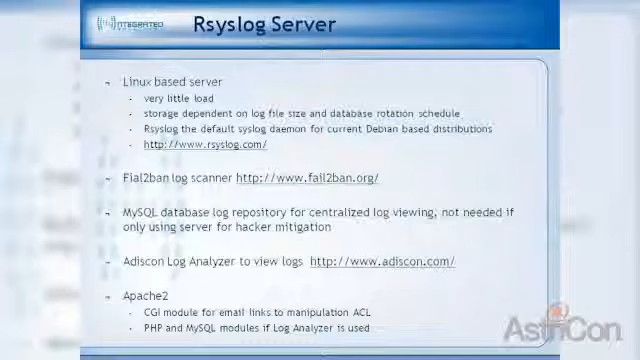 INTEGRATED
Rsyslog Server
Linux based server
very little load
storage dependent on log file size and database rotation schedule
Rsyslog the default syslog daemon for current Debian based distributions
http://www.rsyslog.com/
Fial2ban log scanner http://www.fail2ban.org/
MySQL database log repository for centralized log viewing, not needed if
only using server for hacker mitigation
Adiscon Log Analyzer to view logs http://www.adiscon.com/
Apache2
CGI module for email links to manipulation ACL
PHP and MySQL modules if Log Analyzer is used
AstriCon